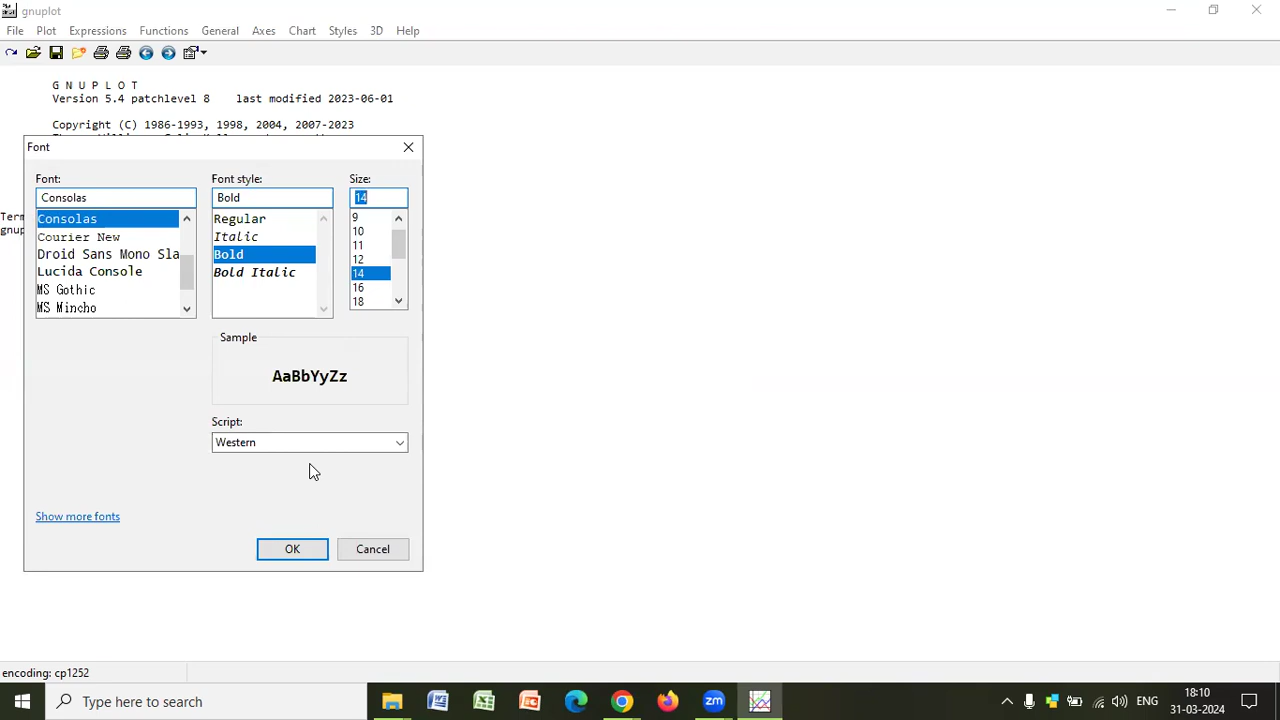 gnuplot
File Plot Expressions Functions General Axes Chart Styles 3D Help
G N U P L O T
Version 5.4 patchlevel 8 last modified 2023-06-01
Copyright (C) 1986-1993, 1998, 2004, 2007-2023
Term
gnup
Font
Font: Font style: Size:
Consolas Bold 14
Consolas
Courier New
Droid Sans Mono Sla
Lucida Console
MS Gothic
MS Mincho
Regular
Italic
Bold
Bold Italic
9
10
11
12
14
16
18
Sample
AaBbYyZz
Script:
Western
Show more fonts
OK Cancel
encoding: cp1252
Type here to search
ENG
18:10
31-03-2024